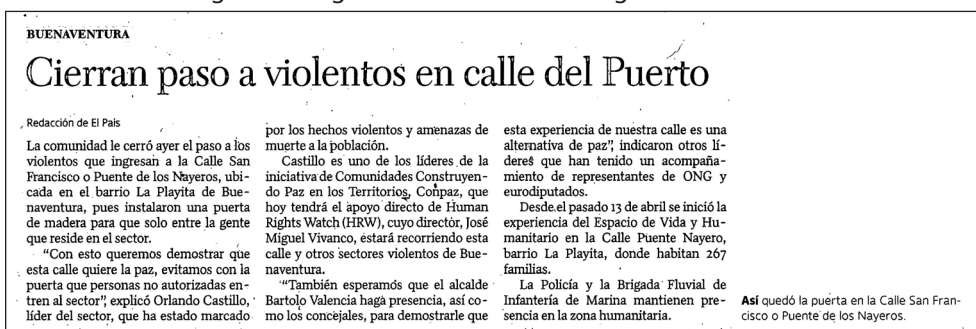 BUENAVENTURA
Cierran paso a violentos en calle del Puerto
Redacción de El País
La comunidad le cerró ayer el paso a los
violentos que ingresan a la Calle San
Francisco o Puente de los Nayeros, ubi-
cada en el barrio La Playita de Bue-
naventura, pues instalaron una puerta
de madera para que solo entre la gente
que reside en el sector.
“Con esto queremos demostrar que
esta calle quiere la paz, evitamos con la
puerta que personas no autorizadas en-
tren al sector”, explicó Orlando Castillo,
líder del sector, que ha estado marcado
por los hechos violentos y amenazas de
muerte a la población.
Castillo es uno de los líderes de la
iniciativa de Comunidades Construyen-
do Paz en los Territorios, Conpaz, que
hoy tendrá el apoyo directo de Human
Rights Watch (HRW), cuyo director, José
Miguel Vivanco, estará recorriendo esta
calle y otros sectores violentos de Bue-
naventura.
“También esperamos que el alcalde
Bartolo Valencia haga presencia, así co-
mo los concejales, para demostrarle que
esta experiencia de nuestra calle es una
alternativa de paz”, indicaron otros lí-
deres que han tenido un acompaña-
miento de representantes de ONG y
eurodiputados.
Desde el pasado 13 de abril se inició la
experiencia del Espacio de Vida y Hu-
manitario en la Calle Puente Nayero,
barrio La Playita, donde habitan 267
familias.
La Policía y la Brigada Fluvial de
Infantería de Marina mantienen pre-
sencia en la zona humanitaria.
Así quedó la puerta en la Calle San Fran-
cisco o Puente de los Nayeros.